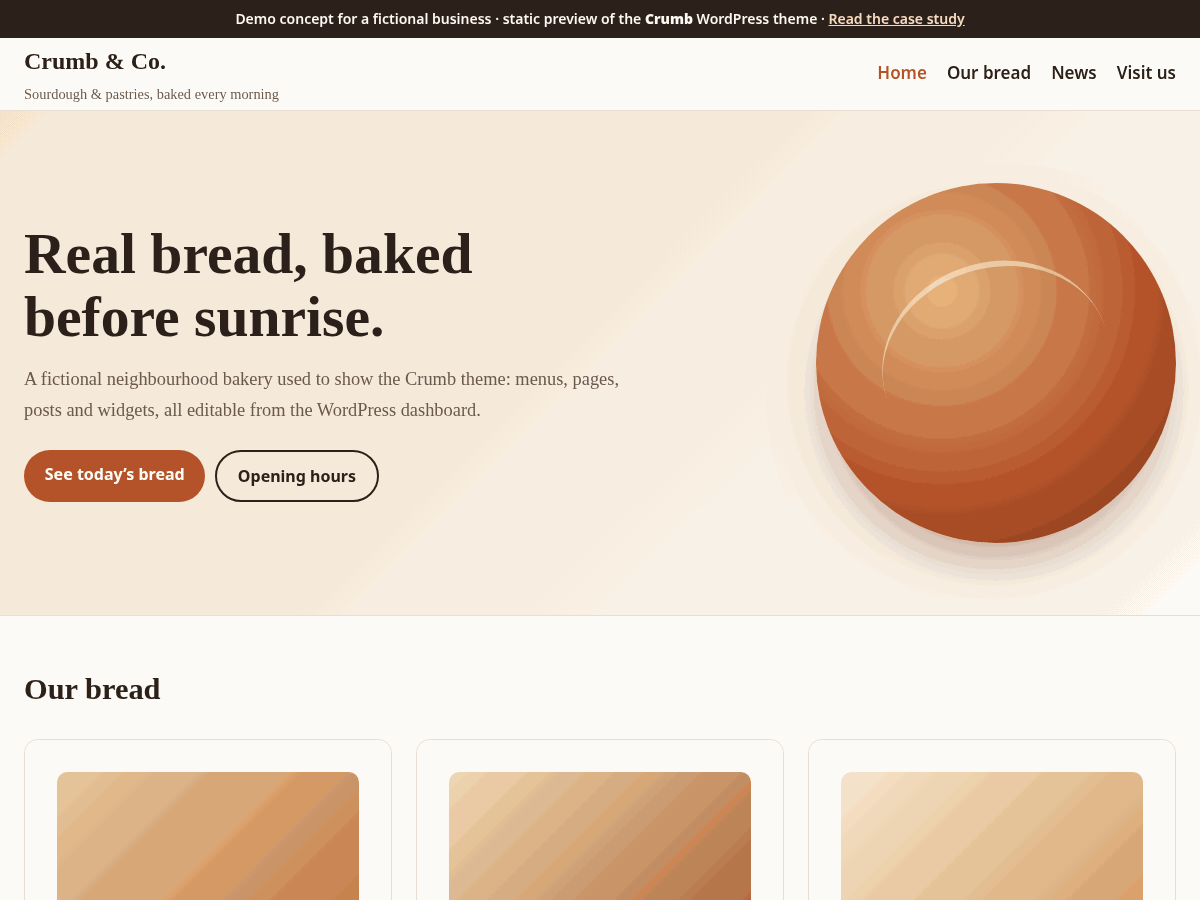 Demo concept for a fictional business · static preview of the Crumb WordPress theme · Read the case study
Crumb & Co.
Sourdough & pastries, baked every morning
Home Our bread News Visit us
Real bread, baked
before sunrise.
A fictional neighbourhood bakery used to show the Crumb theme: menus, pages,
posts and widgets, all editable from the WordPress dashboard.
See today’s bread
Opening hours
Our bread